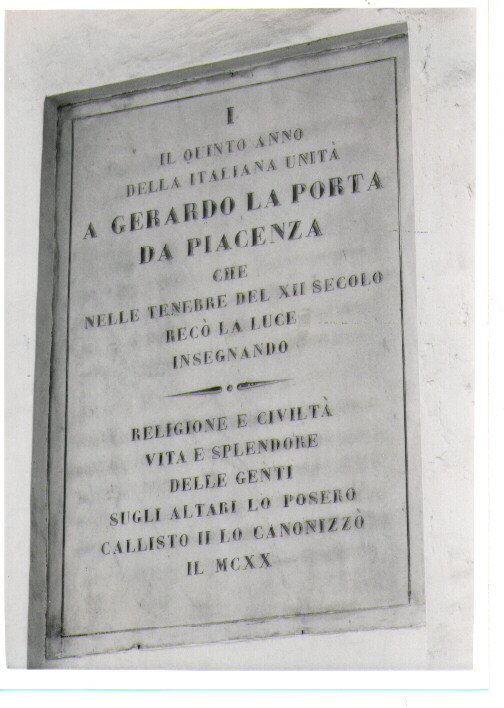 I
IL QUINTO ANNO
DELLA ITALIANA UNITÀ
A GERARDO LA PORTA
DA PIACENZA
CHE
NELLE TENEBRE DEL XII SECOLO
RECÒ LA LUCE
INSEGNANDO
RELIGIONE E CIVILTÀ
VITA E SPLENDORE
DELLE GENTI
SUGLI ALTARI LO POSERO
CALLISTO II LO CANONIZZÒ
IL MCXX